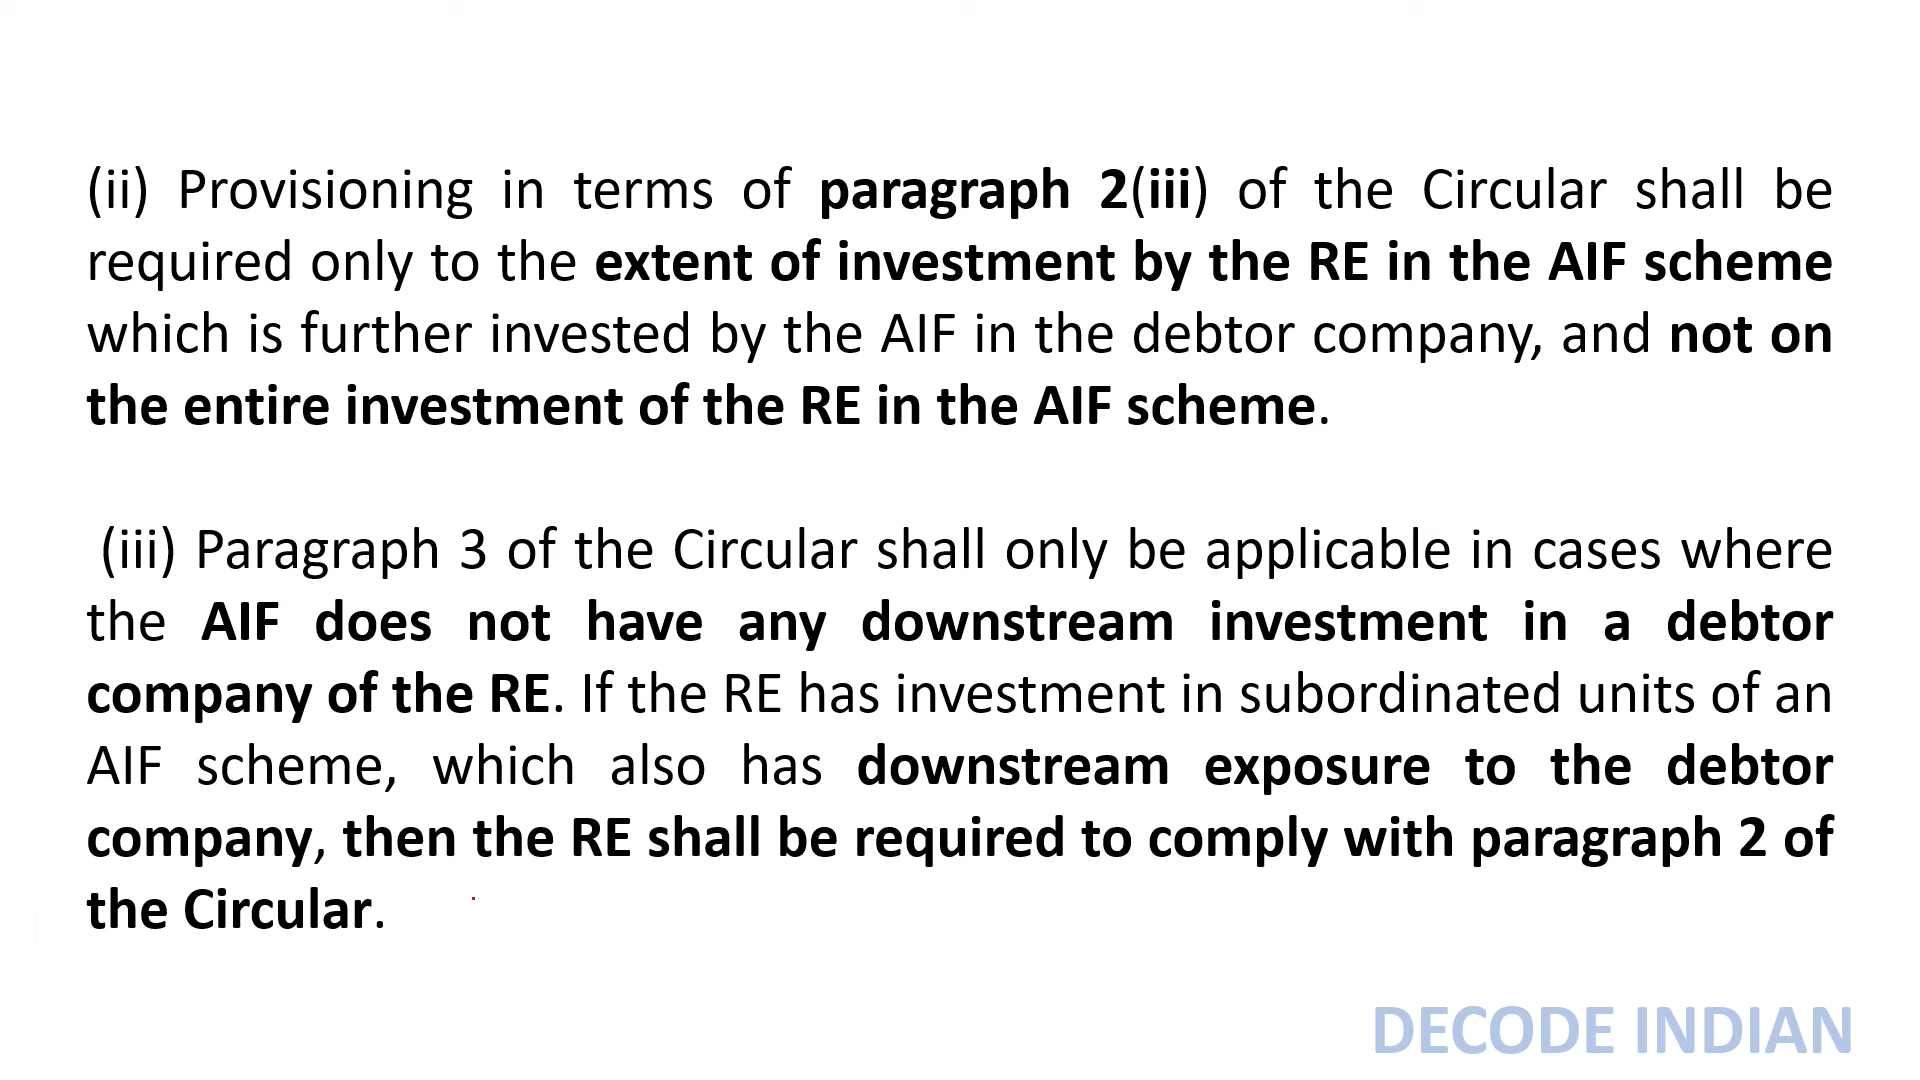 (ii) Provisioning in terms of paragraph 2(iii) of the Circular shall be
required only to the extent of investment by the RE in the AIF scheme
which is further invested by the AIF in the debtor company, and not on
the entire investment of the RE in the AIF scheme.
(iii) Paragraph 3 of the Circular shall only be applicable in cases where
the AIF does not have any downstream investment in a debtor
company of the RE. If the RE has investment in subordinated units of an
AIF scheme, which also has downstream exposure to the debtor
company, then the RE shall be required to comply with paragraph 2 of
the Circular.
DECODE INDIAN